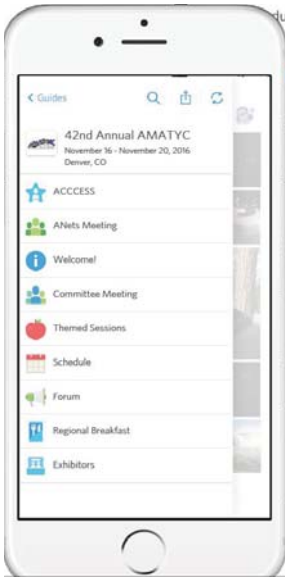 Guides
42nd Annual AMATYC
November 16 - November 20, 2016
Denver, CO
ACCCESS
ANets Meeting
Welcome!
Committee Meeting
Themed Sessions
Schedule
Forum
Regional Breakfast
Exhibitors